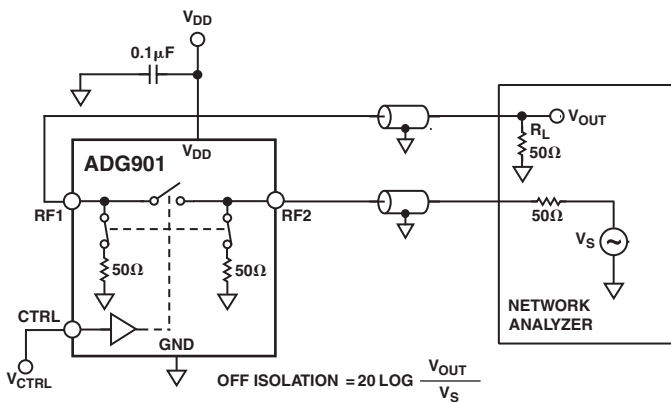 VDD
0.1µF
VOUT
RL
50Ω
VDD
ADG901
RF1
RF2
50Ω
50Ω
50Ω
VS
~
CTRL
NETWORK
ANALYZER
GND
VCTRL
OFF ISOLATION = 20 LOG VOUT
VS